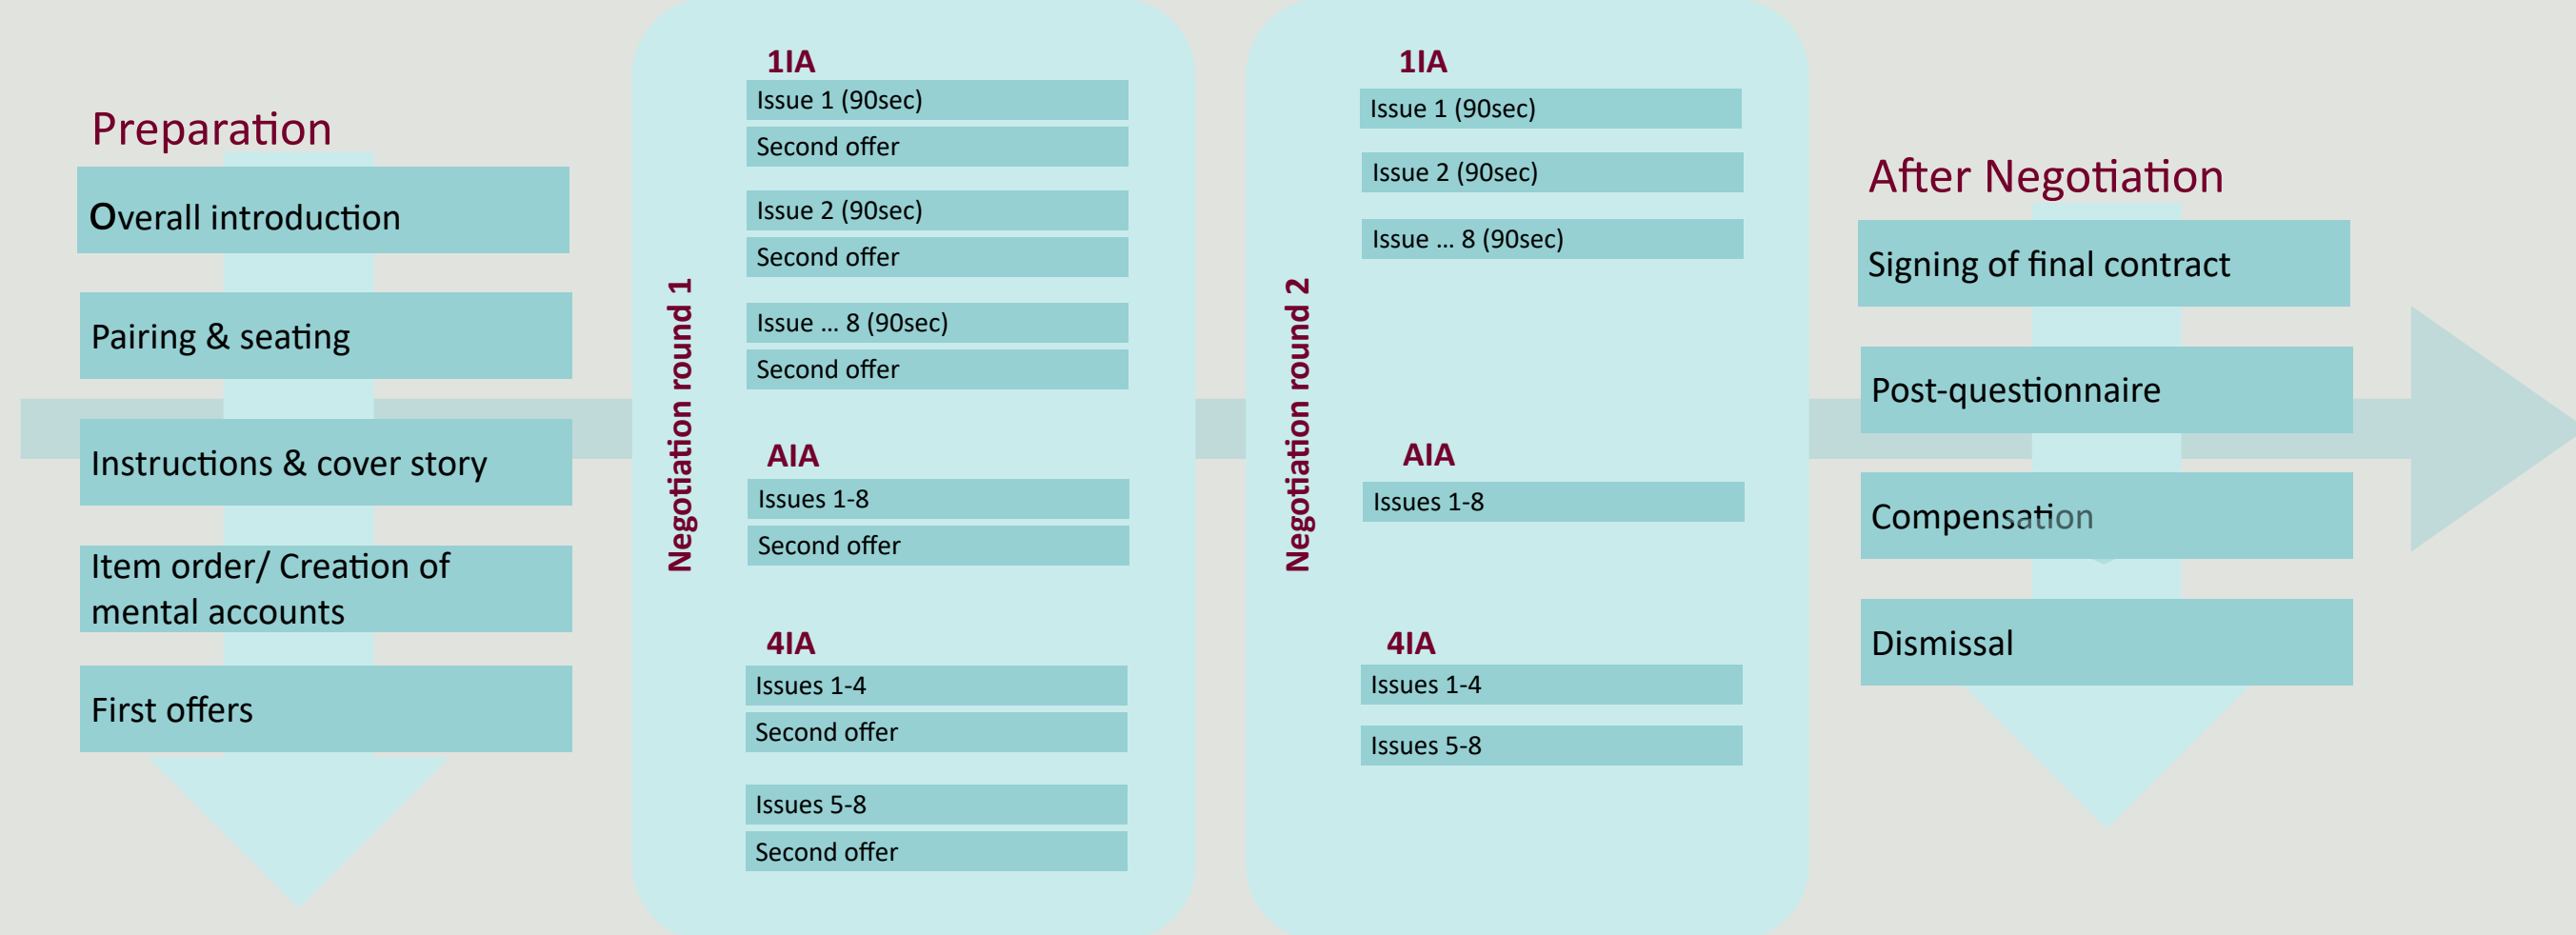 Preparation
Overall introduction
Pairing & seating
Instructions & cover story
Item order/ Creation of
mental accounts
First offers
Negotiation round 1
1IA
Issue 1 (90sec)
Second offer
Issue 2 (90sec)
Second offer
Issue ... 8 (90sec)
Second offer
AIA
Issues 1-8
Second offer
4IA
Issues 1-4
Second offer
Issues 5-8
Second offer
Negotiation round 2
1IA
Issue 1 (90sec)
Issue 2 (90sec)
Issue ... 8 (90sec)
AIA
Issues 1-8
4IA
Issues 1-4
Issues 5-8
After Negotiation
Signing of final contract
Post-questionnaire
Compensation
Dismissal